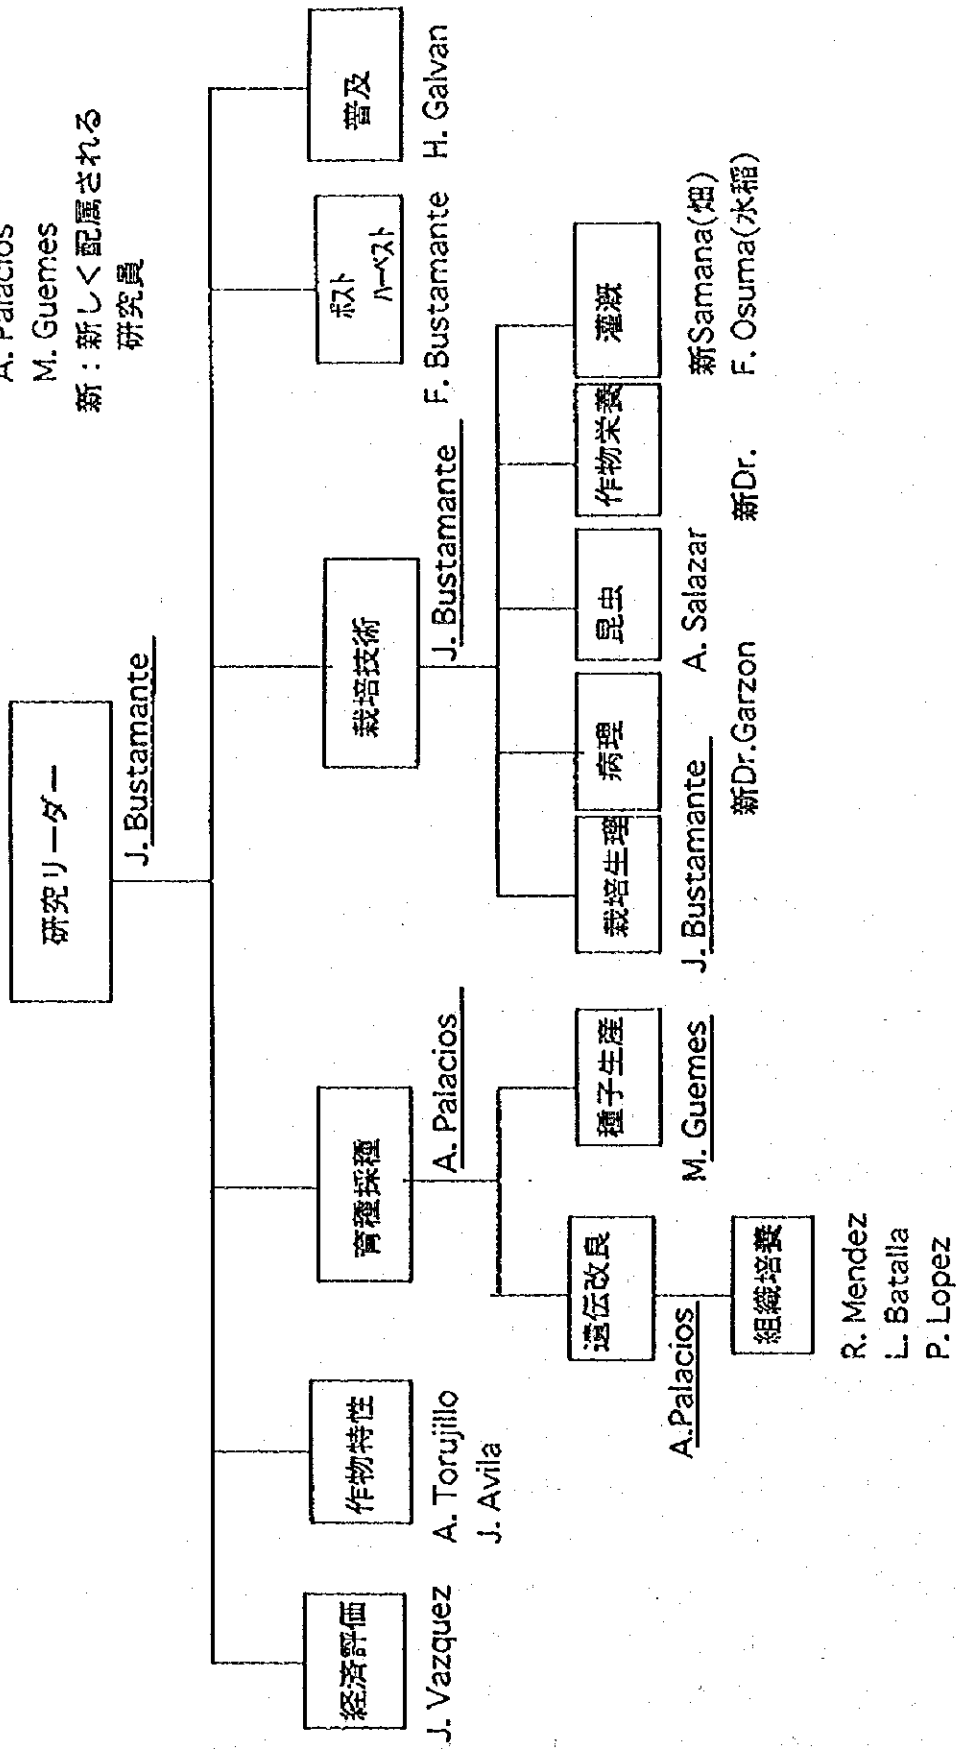 A. Palacios
M. Guemes
新：新しく配属される
研究員
研究リーダー
J. Bustamante
経済評価
J. Vazquez
作物特性
A. Torujillo
J. Avila
育種採種
A. Palacios
栽培技術
J. Bustamante
ポスト
ハーベスト
F. Bustamante
普及
H. Galvan
遺伝改良
A.Palacios
組織培養
R. Mendez
L. Batalla
P. Lopez
種子生産
M. Guemes
栽培生理
J. Bustamante
病理
新Dr.Garzon
昆虫
A. Salazar
作物栄養
新Dr.
灌漑
新Samana(畑)
F. Osuma(水稲)